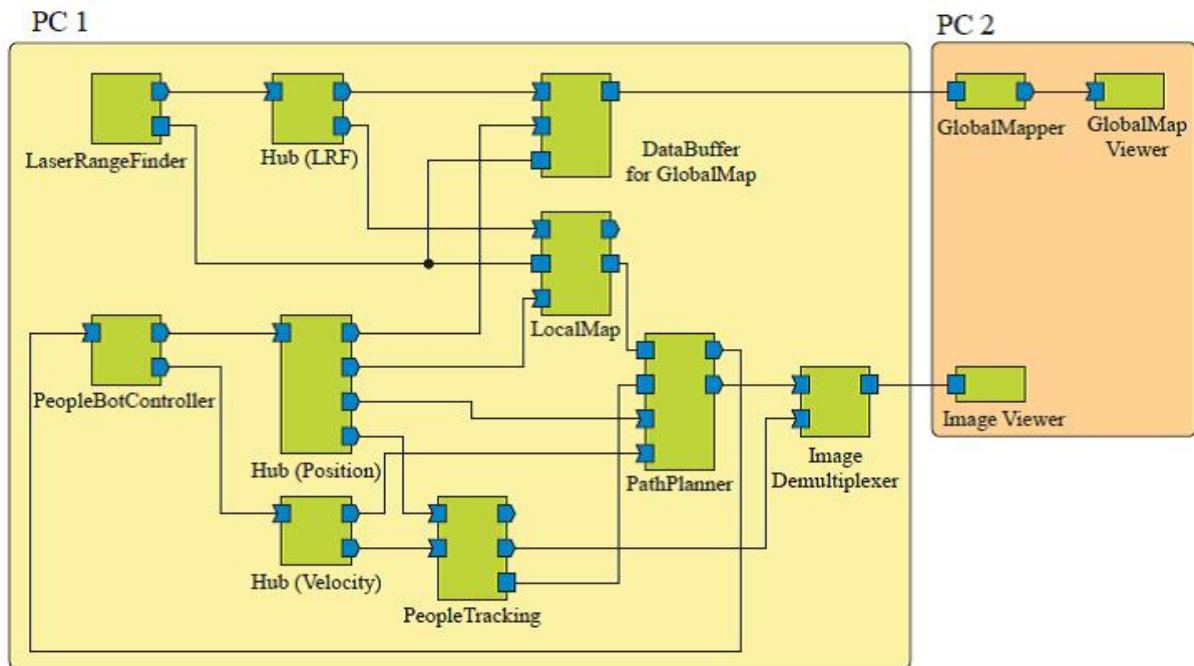 PC 1
PC 2
LaserRangeFinder
Hub (LRF)
DataBuffer
for GlobalMap
GlobalMapper
GlobalMap
Viewer
LocalMap
PeopleBotController
Hub (Position)
PathPlanner
Image
Demultiplexer
Image Viewer
Hub (Velocity)
PeopleTracking